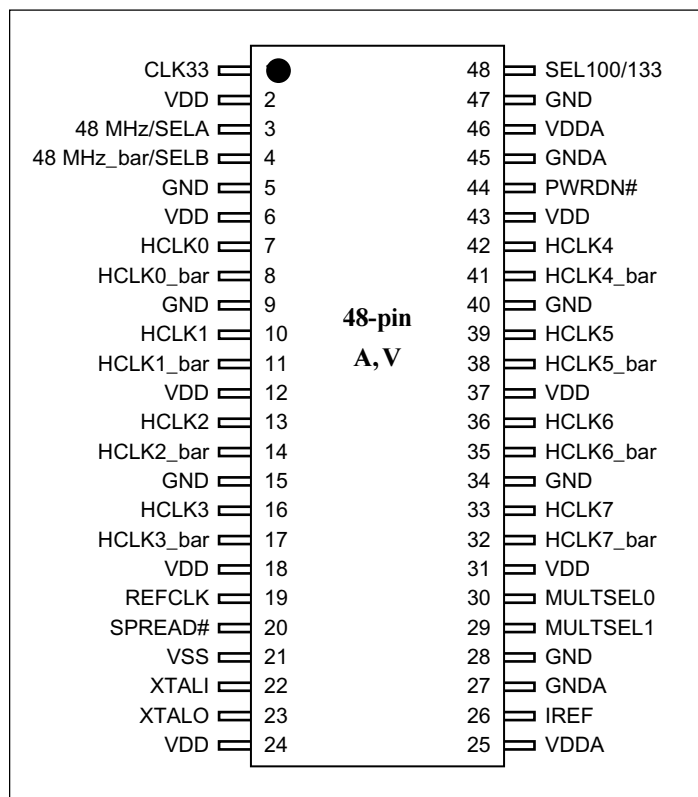 CLK33 48 SEL100/133
VDD 2 47 GND
48 MHz/SELA 3 46 VDDA
48 MHz_bar/SELB 4 45 GNDA
GND 5 44 PWRDN#
VDD 6 43 VDD
HCLK0 7 42 HCLK4
HCLK0_bar 8 41 HCLK4_bar
GND 9 40 GND
HCLK1 10 39 HCLK5
HCLK1_bar 11 38 HCLK5_bar
VDD 12 37 VDD
HCLK2 13 36 HCLK6
HCLK2_bar 14 35 HCLK6_bar
GND 15 34 GND
HCLK3 16 33 HCLK7
HCLK3_bar 17 32 HCLK7_bar
VDD 18 31 VDD
REFCLK 19 30 MULTSEL0
SPREAD# 20 29 MULTSEL1
VSS 21 28 GND
XTALI 22 27 GNDA
XTALO 23 26 IREF
VDD 24 25 VDDA
48-pin
A, V